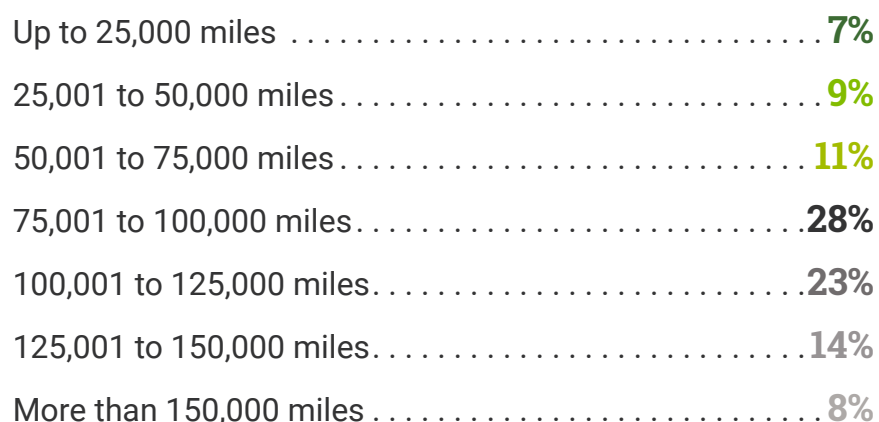 Up to 25,000 miles ................................. 7%
25,001 to 50,000 miles .............................. 9%
50,001 to 75,000 miles ............................. 11%
75,001 to 100,000 miles ............................ 28%
100,001 to 125,000 miles ........................... 23%
125,001 to 150,000 miles ........................... 14%
More than 150,000 miles ............................ 8%